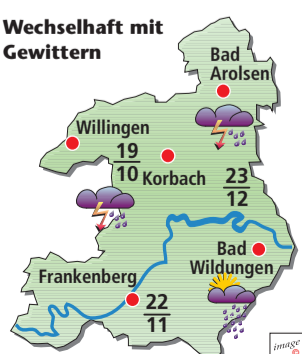 Wechselhaft mit
Gewittern
Bad
Arolsen
Willingen
19
10
Korbach
23
12
Bad
Wildungen
Frankenberg
22
11
image